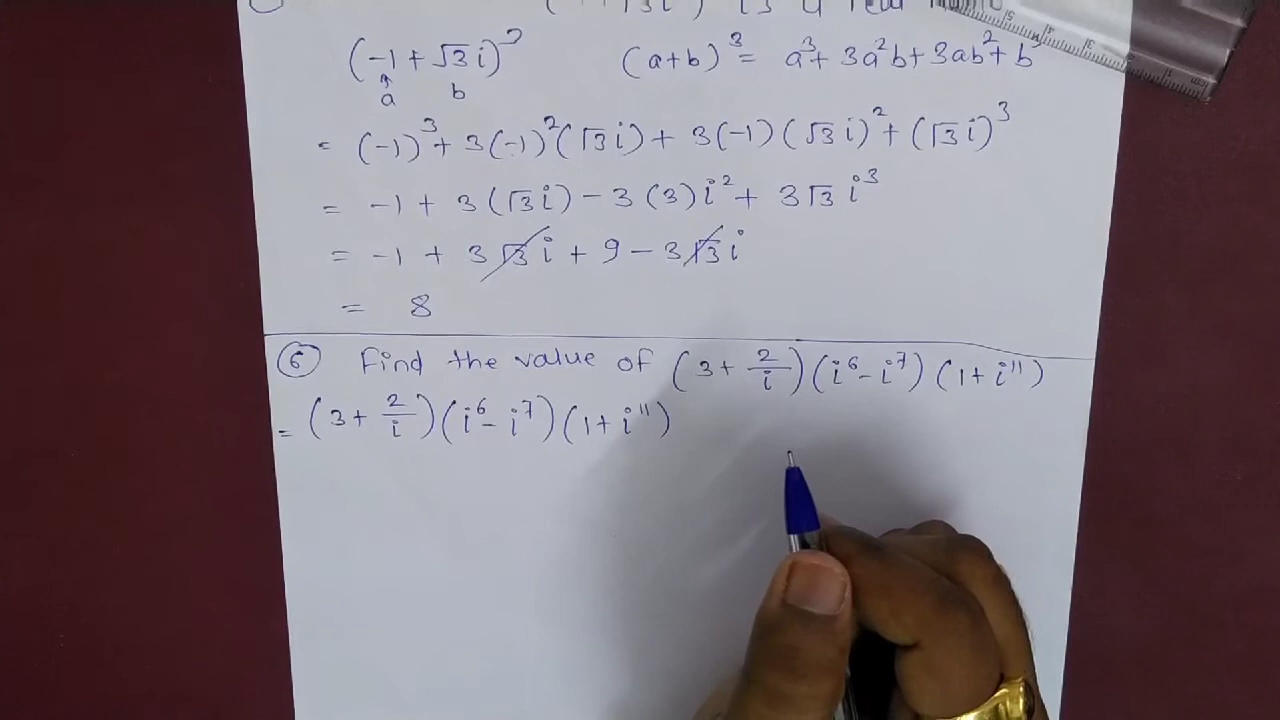 (-1 + √3 i)³ (a+b)³ = a³ + 3a²b + 3ab² + b³
a b
= (-1)³ + 3(-1)²(√3 i) + 3(-1)(√3 i)² + (√3 i)³
= -1 + 3(√3 i) - 3(3)i² + 3√3 i³
= -1 + 3√3 i + 9 - 3√3 i
= 8
6 Find the value of (3 + 2/i)(i⁶ - i⁷)(1 + i¹¹)
= (3 + 2/i)(i⁶ - i⁷)(1 + i¹¹)